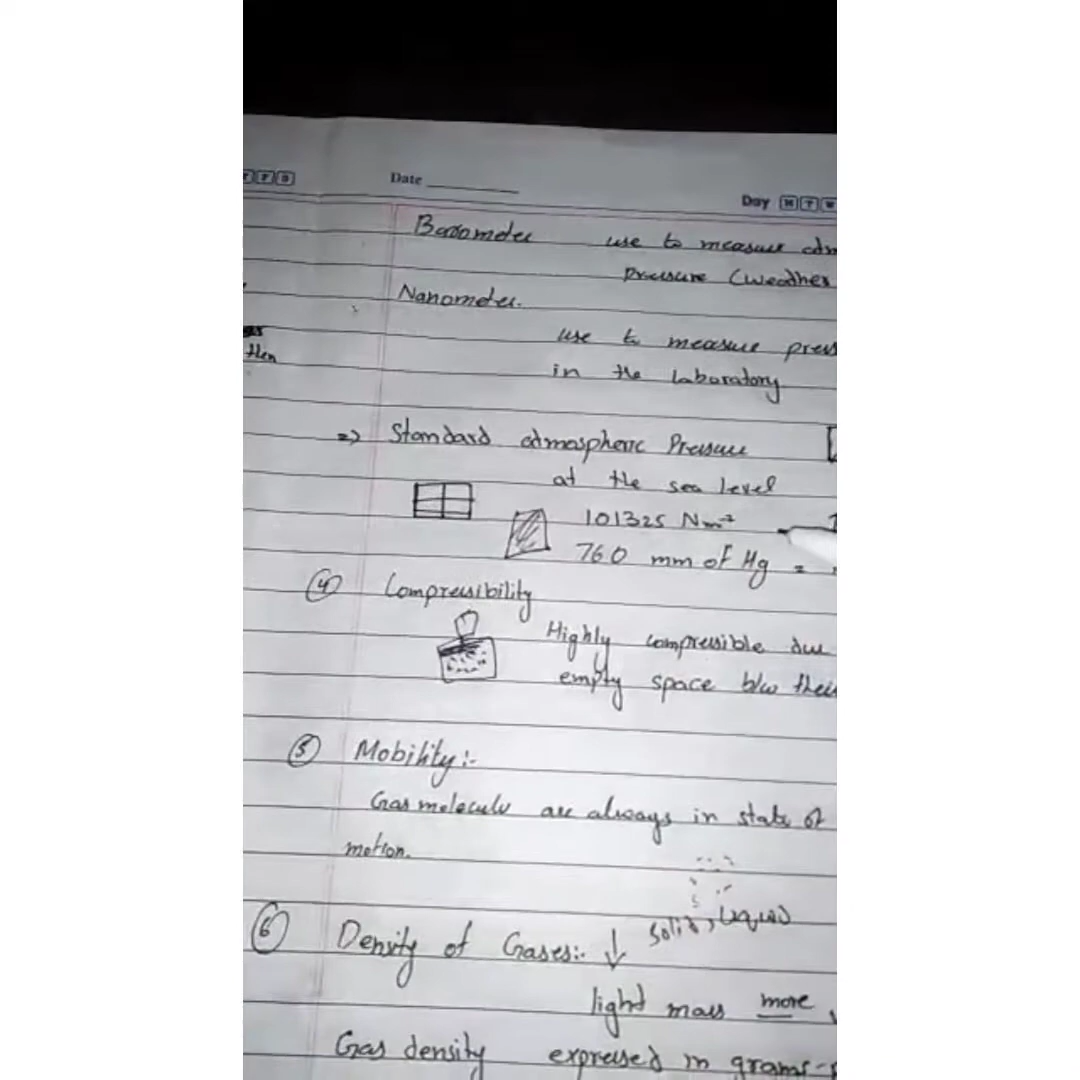 Date
Day M T W
Barometer use to measure atm
pressure (weather
Nanometer.
use to measure pres
in the laboratory
then
=> Standard atmospheric Pressure
at the sea level
101325 Nm⁻²
760 mm of Hg =
④ Compressibility
Highly compressible due
empty space b/w their
⑤ Mobility:-
Gas molecule are always in state of
motion.
Solid, Liquid
⑥ Density of Gases:- ↓
light mass more
Gas density expressed in grams